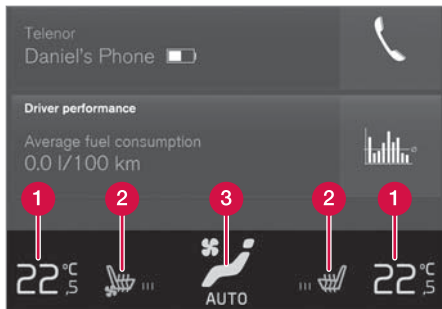 Telenor
Daniel's Phone
Driver performance
Average fuel consumption
0.0 l/100 km
1 2 3 2 1
22,5 °C 22,5 °C
AUTO